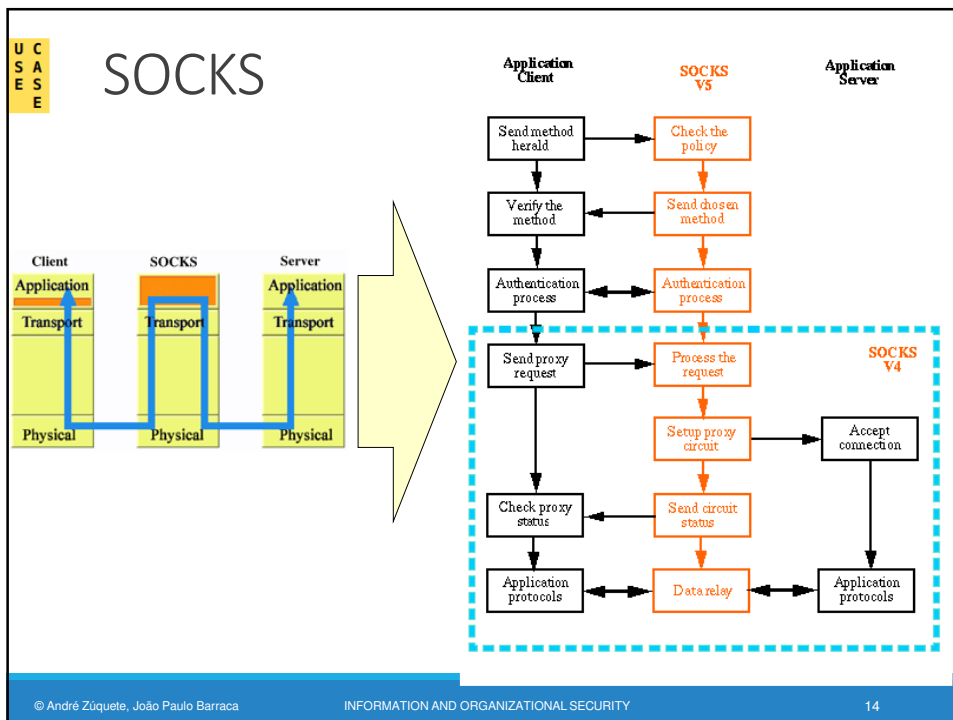 U C
S A
E S
E
SOCKS
Client
SOCKS
Server
Application
Application
Transport
Transport
Transport
Physical
Physical
Physical
Application
Client
SOCKS
V5
Application
Server
Send method
herald
Check the
policy
Verify the
method
Send chosen
method
Authentication
process
Authentication
process
Send proxy
request
Process the
request
SOCKS
V4
Setup proxy
circuit
Accept
connection
Check proxy
status
Send circuit
status
Application
protocols
Data relay
Application
protocols
© André Zúquete, João Paulo Barraca
INFORMATION AND ORGANIZATIONAL SECURITY
14